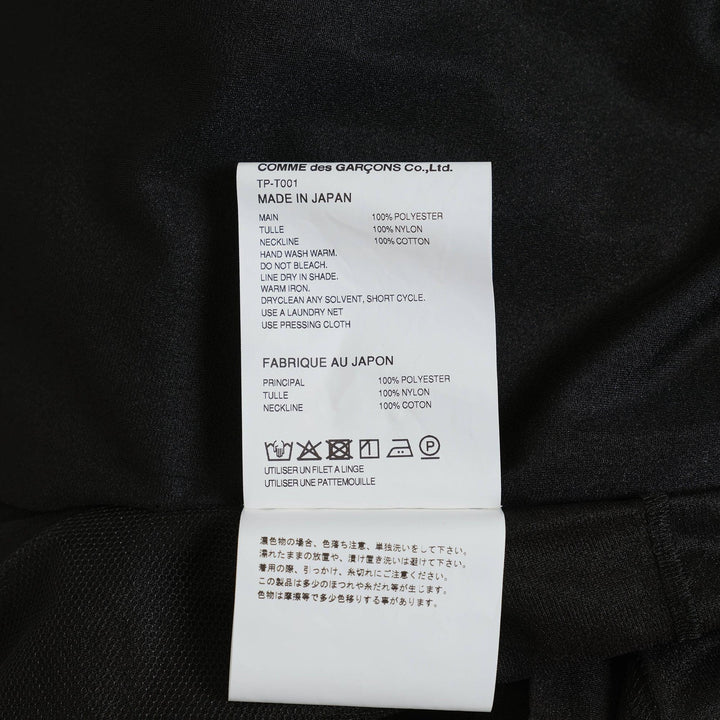 COMME des GARÇONS Co.,Ltd.
TP-T001
MADE IN JAPAN
MAIN 100% POLYESTER
TULLE 100% NYLON
NECKLINE 100% COTTON
HAND WASH WARM.
DO NOT BLEACH.
LINE DRY IN SHADE.
WARM IRON.
DRYCLEAN ANY SOLVENT, SHORT CYCLE.
USE A LAUNDRY NET
USE PRESSING CLOTH
FABRIQUE AU JAPON
PRINCIPAL 100% POLYESTER
TULLE 100% NYLON
NECKLINE 100% COTON
P
UTILISER UN FILET A LINGE
UTILISER UNE PATTEMOUILLE
濃色物の場合、色落ち注意、単独洗いをして下さい。
濡れたままの放置や、漬け置き洗いは避けて下さい。
着用の際、引っかけ、糸切れにご注意ください。
この製品は多少のほつれや糸だれ等が生じます。
色物は摩擦等で多少色移りする事があります。